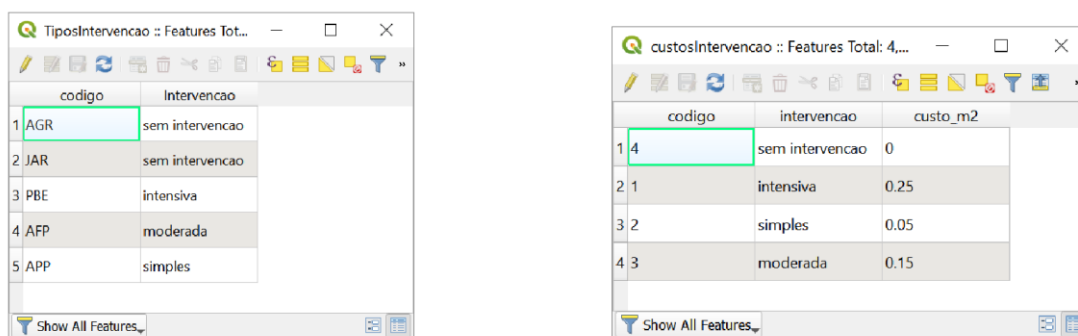 TiposIntervencao :: Features Tot...
codigo Intervencao
1 AGR sem intervencao
2 JAR sem intervencao
3 PBE intensiva
4 AFP moderada
5 APP simples
Show All Features
custosIntervencao :: Features Total: 4,...
codigo intervencao custo_m2
1 4 sem intervencao 0
2 1 intensiva 0.25
3 2 simples 0.05
4 3 moderada 0.15
Show All Features